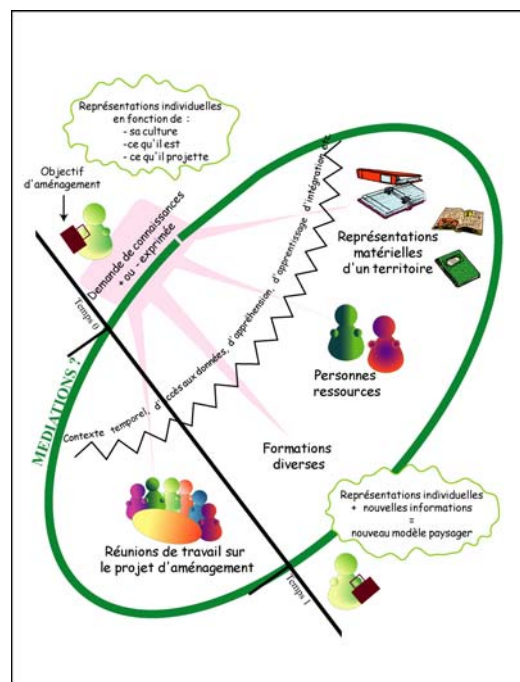 Représentations individuelles
en fonction de :
- sa culture
-ce qu'il est
- ce qu'il projette
Objectif
d'aménagement
Demande de connaissances
+ ou - exprimée
Temps 0
MEDIATIONS ?
Contexte temporel, d'accès aux données, d'appréhension, d'apprentissage d'intégration etc.
Représentations
matérielles
d'un territoire
Personnes
ressources
Formations
diverses
Réunions de travail sur
le projet d'aménagement
Représentations individuelles
+ nouvelles informations
=
nouveau modèle paysager
Temps 1